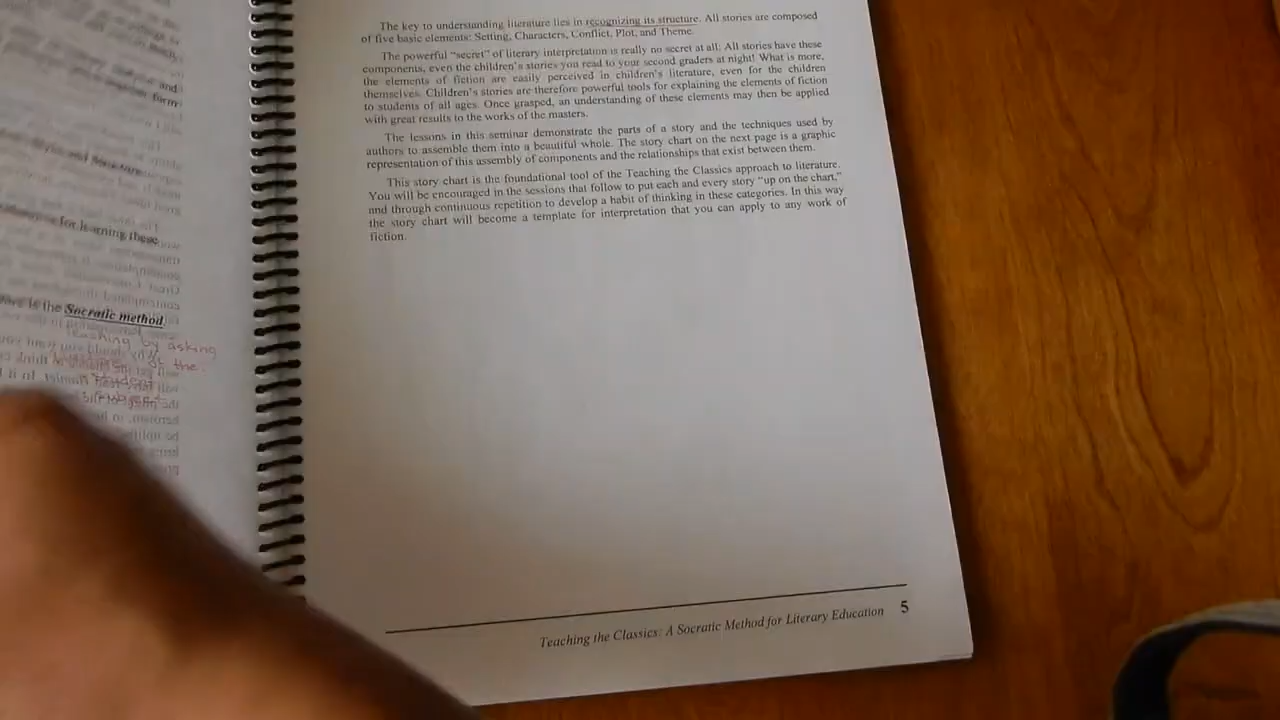 and
form
for learning these
is the Socratic method.
teaching by asking
the
student
The key to understanding literature lies in recognizing its structure. All stories are composed
of five basic elements: Setting, Characters, Conflict, Plot, and Theme.
The powerful “secret” of literary interpretation is really no secret at all: All stories have these
components, even the children’s stories you read to your second graders at night! What is more,
the elements of fiction are easily perceived in children’s literature, even for the children
themselves. Children’s stories are therefore powerful tools for explaining the elements of fiction
to students of all ages. Once grasped, an understanding of these elements may then be applied
with great results to the works of the masters.
The lessons in this seminar demonstrate the parts of a story and the techniques used by
authors to assemble them into a beautiful whole. The story chart on the next page is a graphic
representation of this assembly of components and the relationships that exist between them.
This story chart is the foundational tool of the Teaching the Classics approach to literature.
You will be encouraged in the sessions that follow to put each and every story “up on the chart,”
and through continuous repetition to develop a habit of thinking in these categories. In this way
the story chart will become a template for interpretation that you can apply to any work of
fiction.
Teaching the Classics: A Socratic Method for Literary Education 5